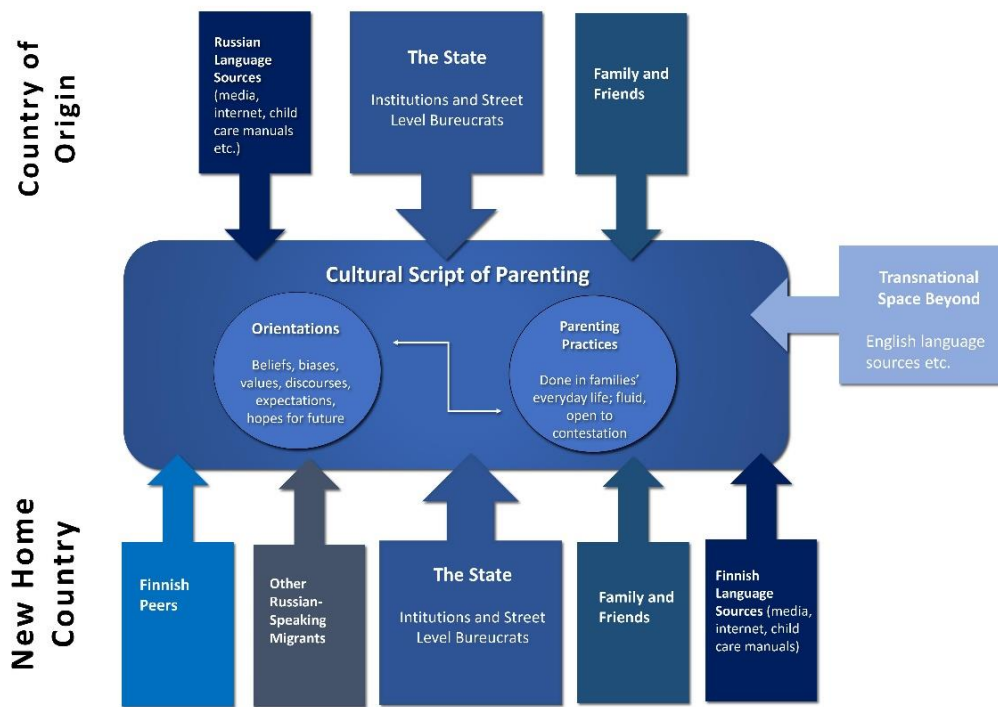 Country of
Origin
Russian
Language
Sources
(media,
internet, child
care manuals
etc.)
The State
Institutions and Street
Level Bureucrats
Family and
Friends
Cultural Script of Parenting
Orientations
Beliefs, biases,
values, discourses,
expectations,
hopes for future
Parenting
Practices
Done in families'
everyday life; fluid,
open to
contestation
Transnational
Space Beyond
English language
sources etc.
New Home
Country
Finnish
Peers
Other
Russian-
Speaking
Migrants
The State
Intitutions and Street
Level Bureucrats
Family and
Friends
Finnish
Language
Sources (media,
internet, child
care manuals)